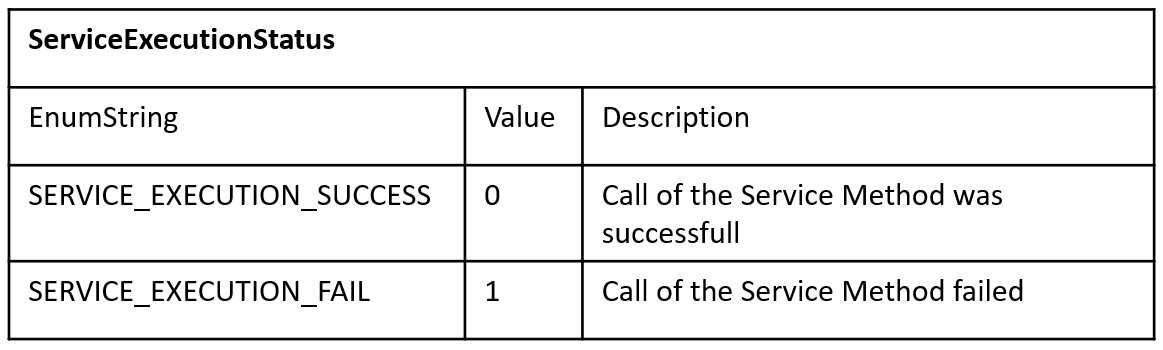 ServiceExecutionStatus
EnumString Value Description
SERVICE_EXECUTION_SUCCESS 0 Call of the Service Method was
successfull
SERVICE_EXECUTION_FAIL 1 Call of the Service Method failed